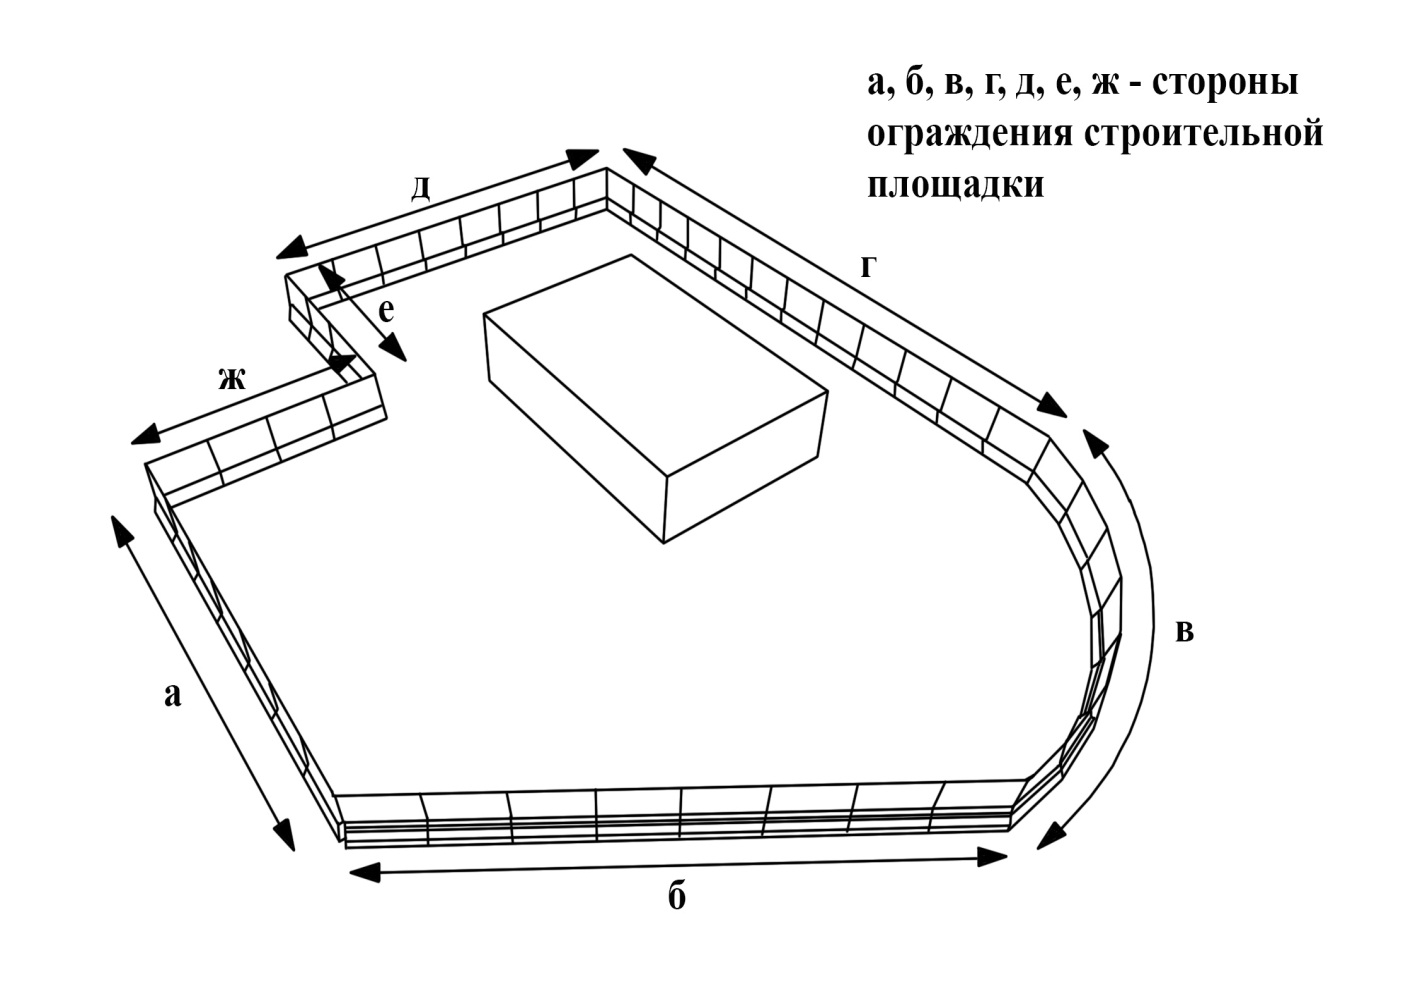 а, б, в, г, д, е, ж - стороны
ограждения строительной
площадки
д
г
е
ж
в
а
б